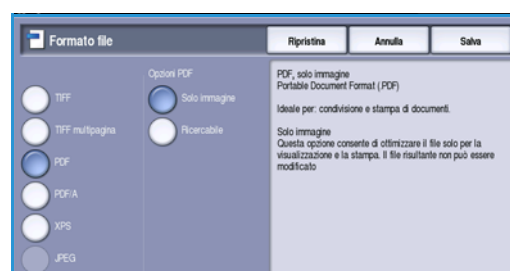 Formato file
Ripristina
Annulla
Salva
TIFF
TIFF multipagina
PDF
PDF/A
XPS
JPEG
Opzioni PDF
Solo immagine
Ricercabile
PDF, solo immagine
Portable Document Format (.PDF)
Ideale per: condivisione e stampa di documenti.
Solo immagine
Questa opzione consente di ottimizzare il file solo per la
visualizzazione e la stampa. Il file risultante non può essere
modificato